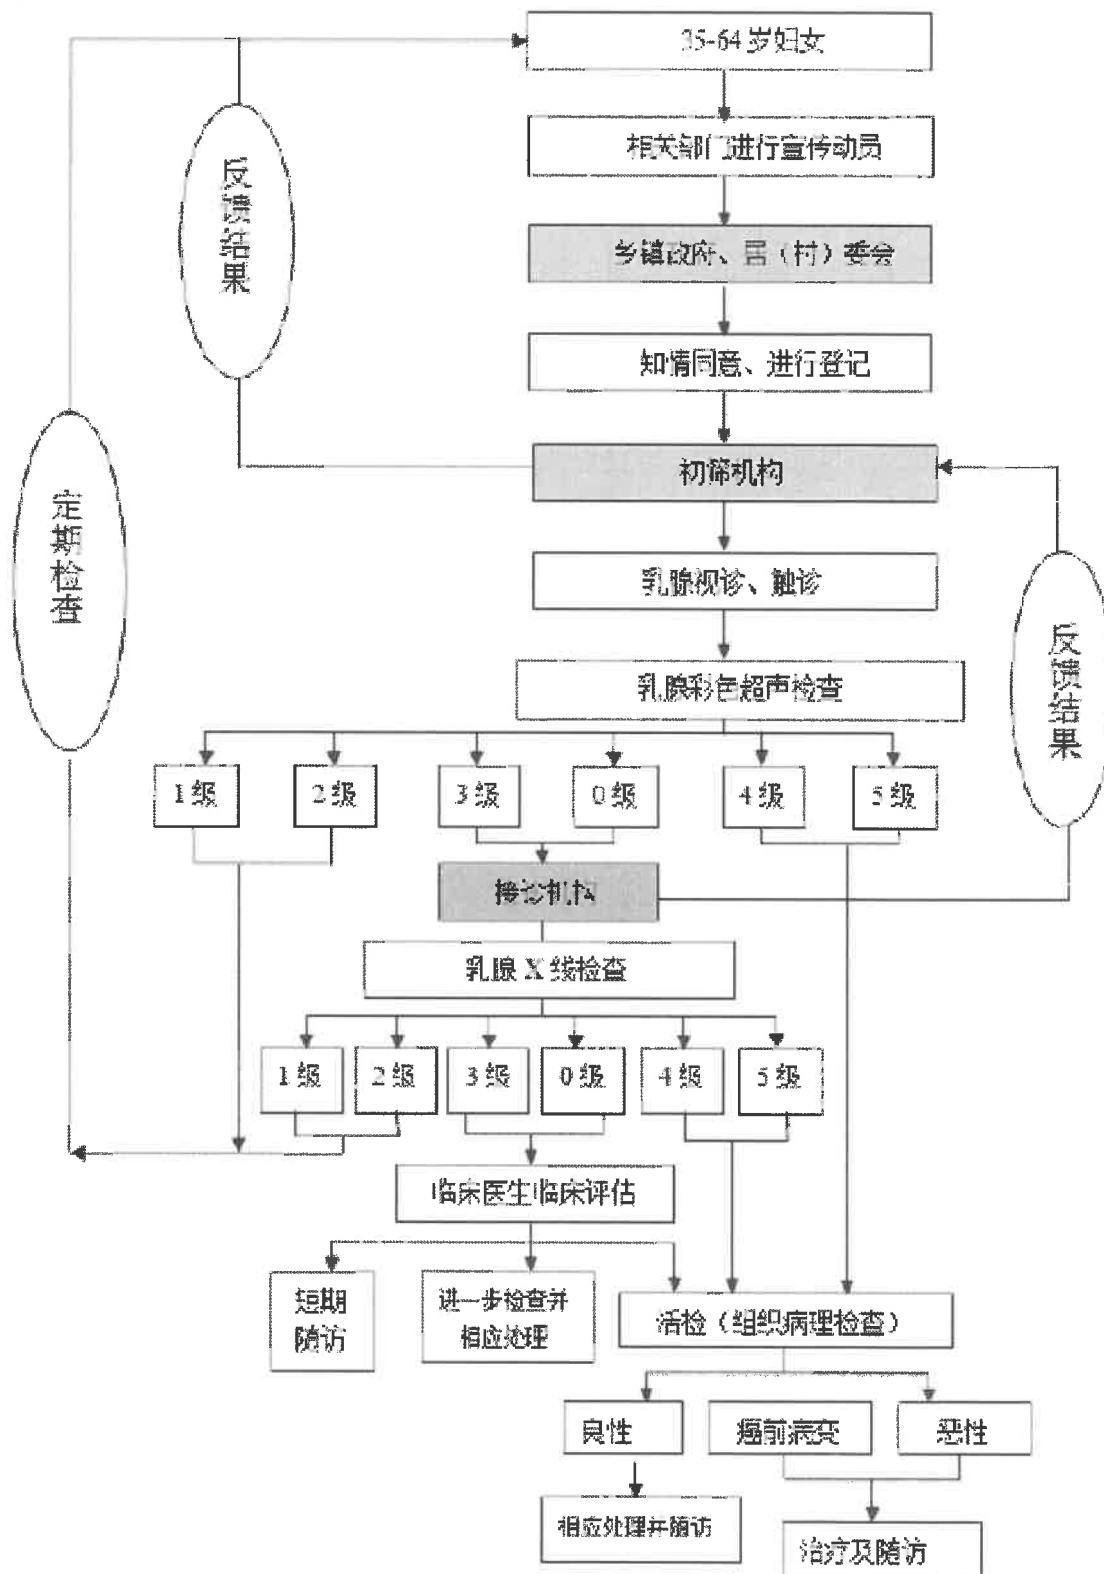 35-64 岁妇女
相关部门进行宣传动员
反馈结果
乡镇政府、居（村）委会
知情同意、进行登记
初筛机构
定期检查
乳腺视诊、触诊
反馈结果
乳腺彩色超声检查
1 级 2 级 3 级 0 级 4 级 5 级
接诊机构
乳腺 X 线检查
1 级 2 级 3 级 0 级 4 级 5 级
临床医生临床评估
短期
随访
进一步检查并
相应处理
活检（组织病理检查）
良性 癌前病变 恶性
相应处理并随访
治疗及随访